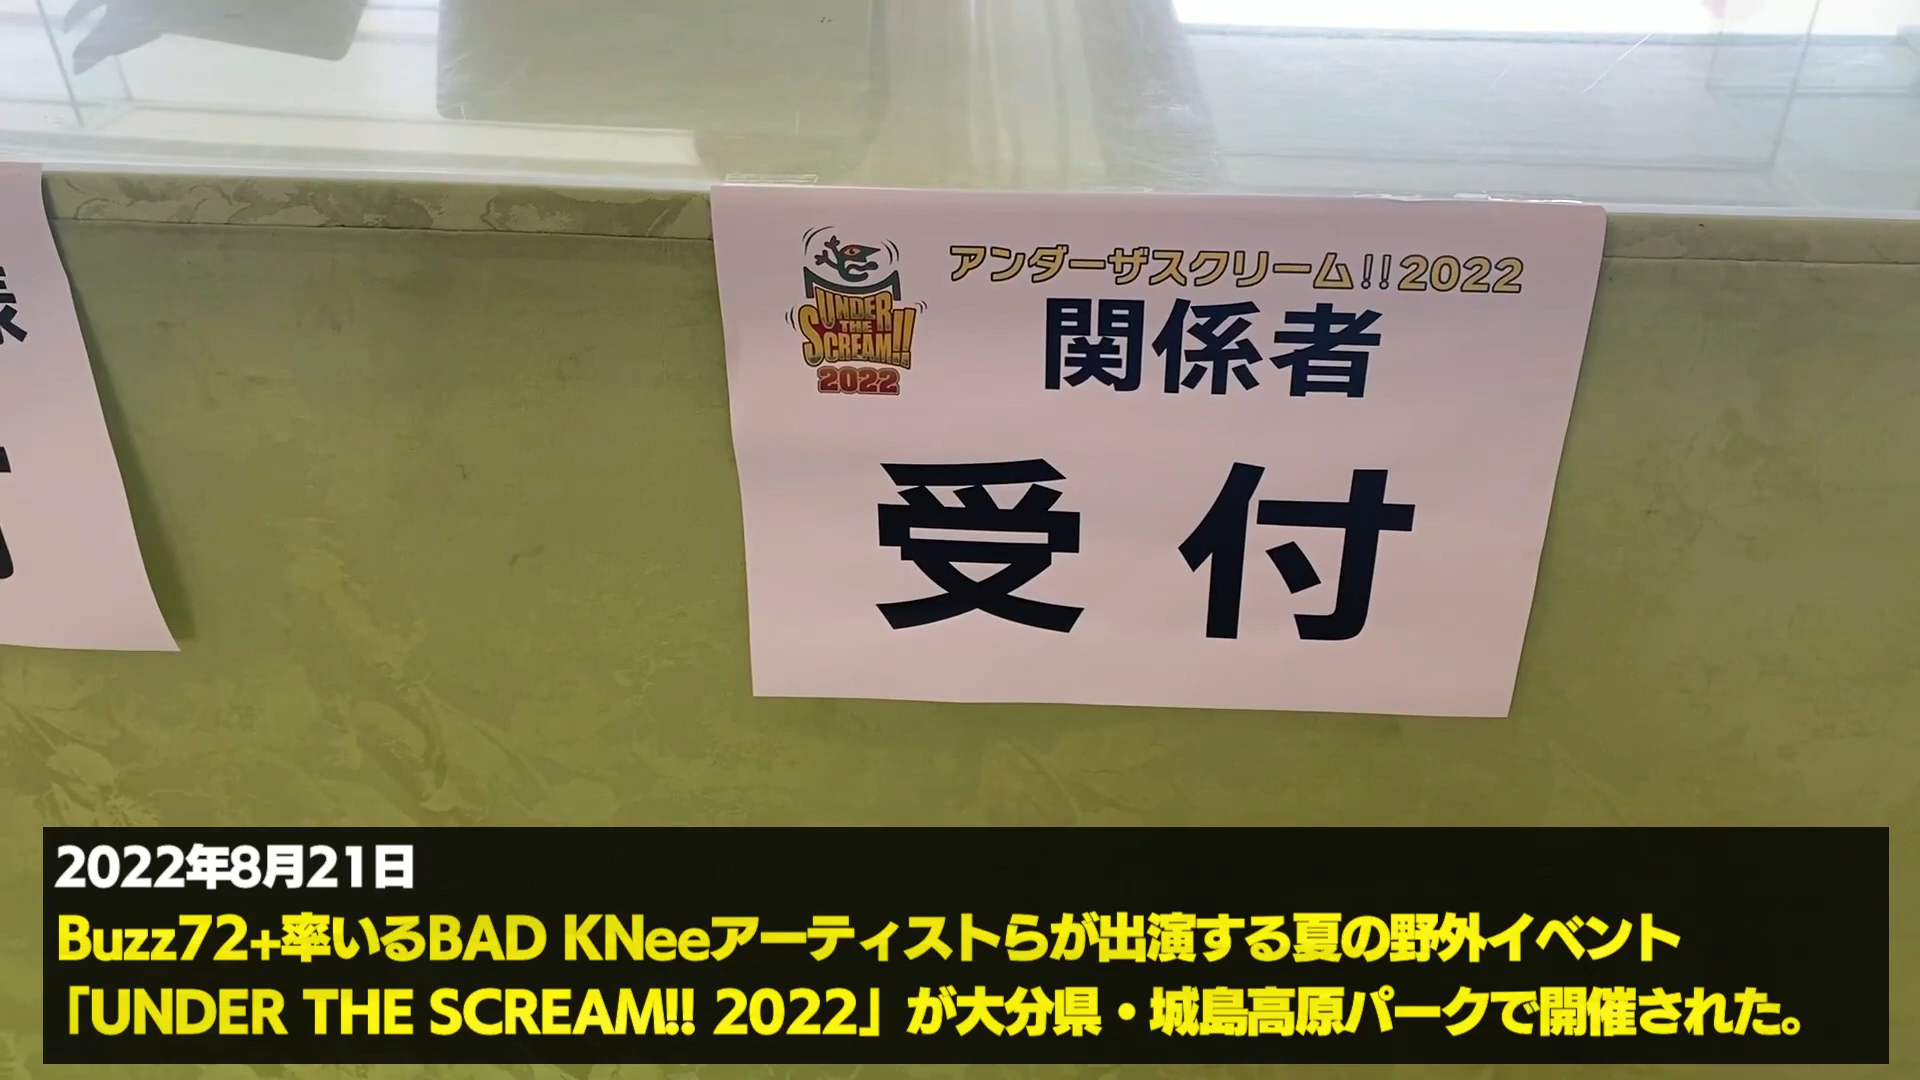 アンダーザスクリーム!!2022
関係者
受付
UNDER
THE
SCREAM!!
2022
2022年8月21日
Buzz72+率いるBAD KNeeアーティストらが出演する夏の野外イベント
「UNDER THE SCREAM!! 2022」が大分県・城島高原パークで開催された。